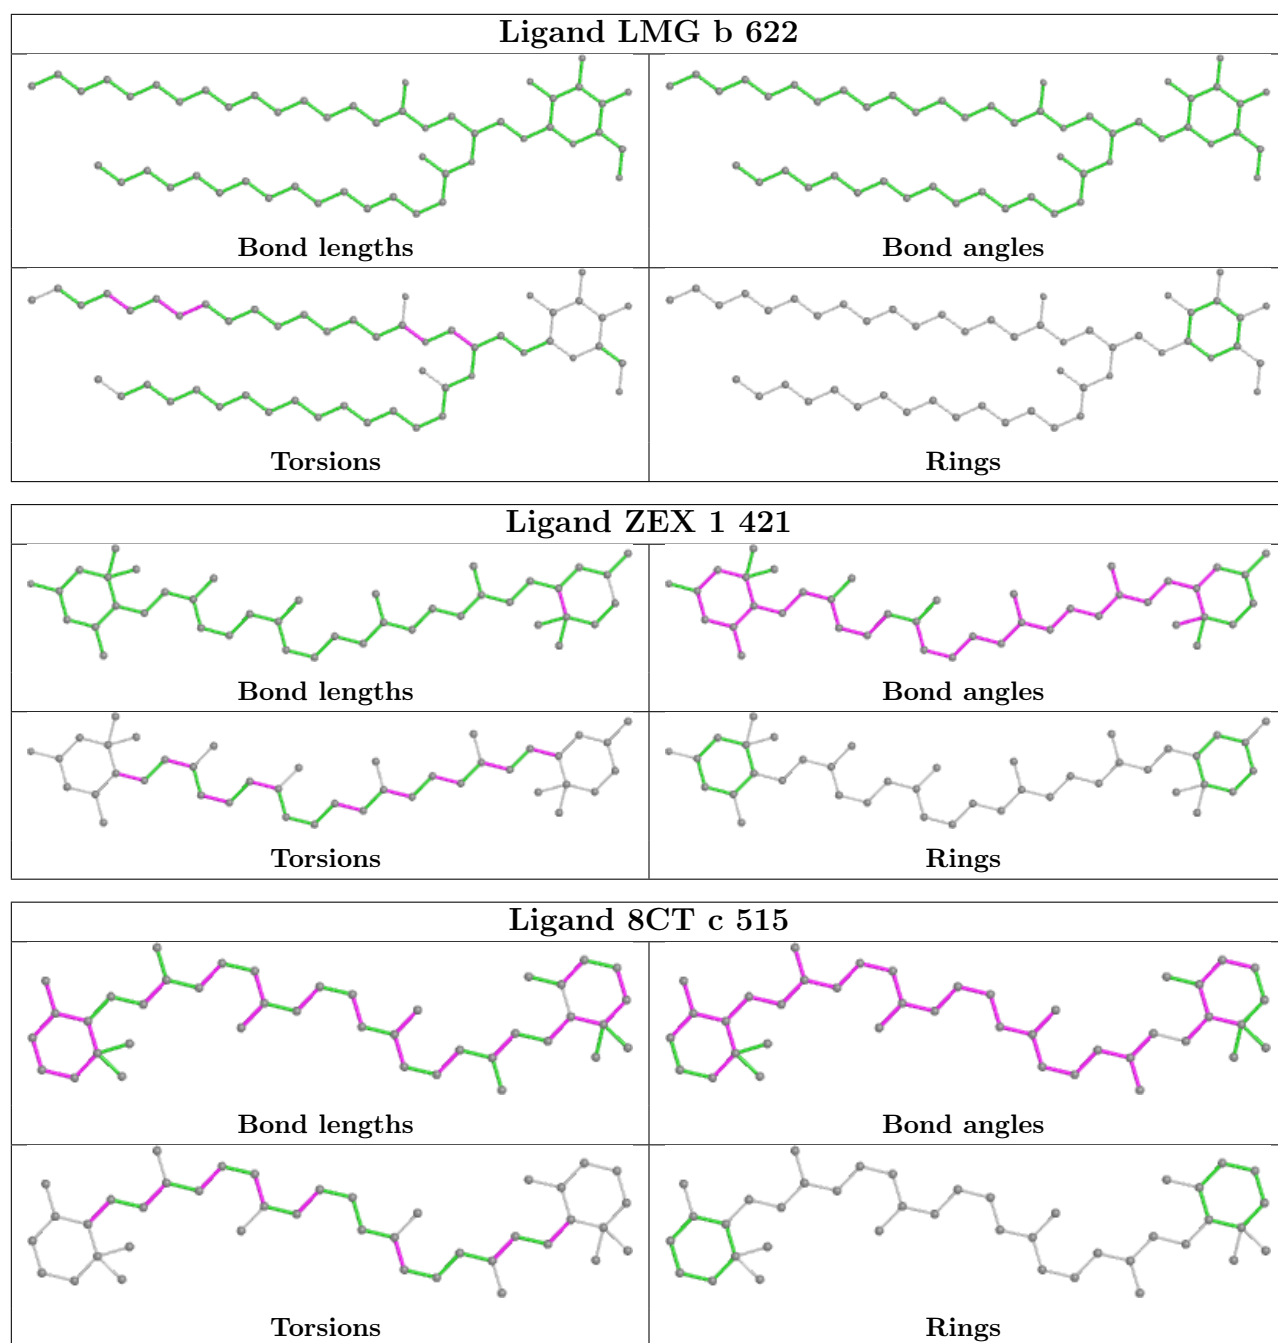 Ligand LMG b 622
Bond lengths
Bond angles
Torsions
Rings
Ligand ZEX 1 421
Bond lengths
Bond angles
Torsions
Rings
Ligand 8CT c 515
Bond lengths
Bond angles
Torsions
Rings